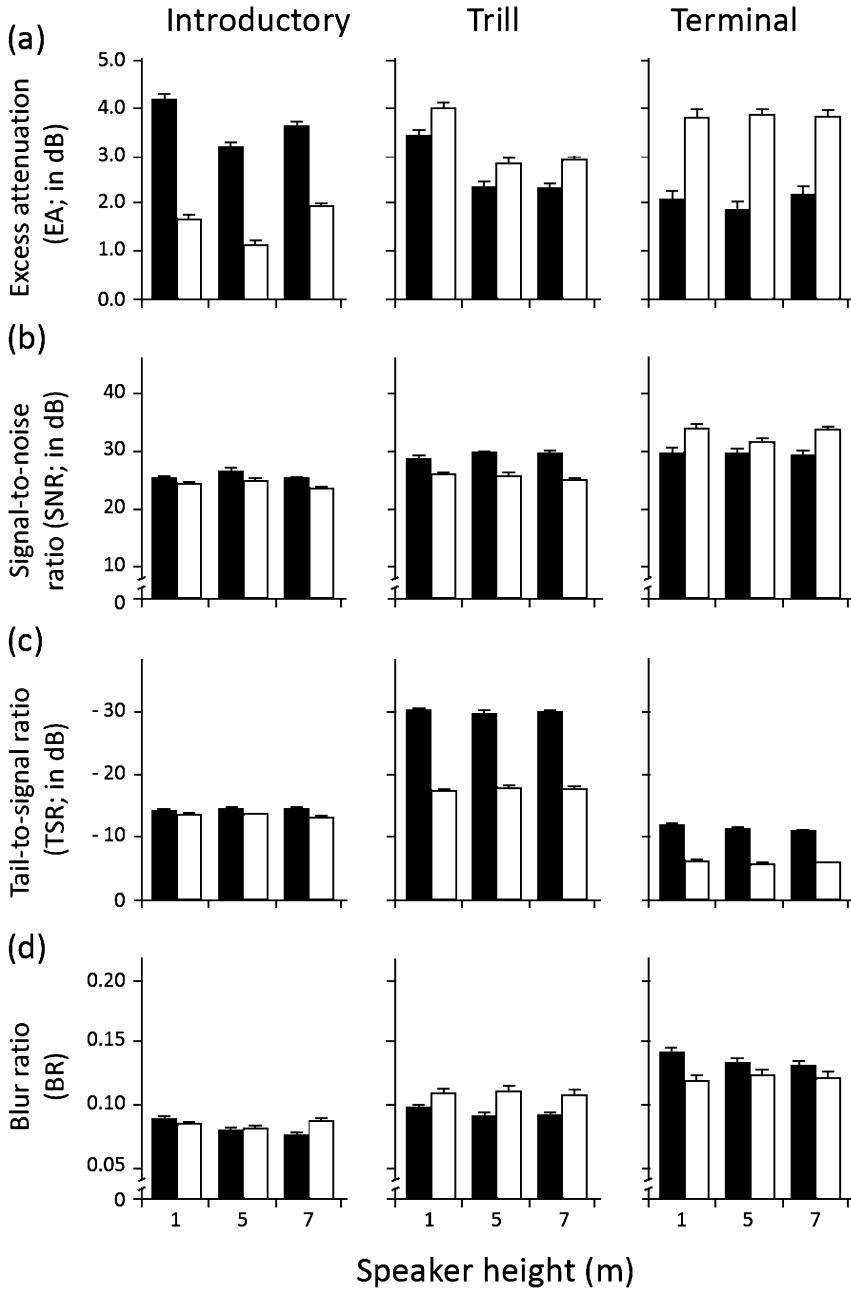 Introductory Trill Terminal
(a)
Excess attenuation
(EA; in dB)
5.0
4.0
3.0
2.0
1.0
0.0
(b)
Signal-to-noise
ratio (SNR; in dB)
40
30
20
10
0
(c)
Tail-to-signal ratio
(TSR; in dB)
- 30
- 20
- 10
0
(d)
Blur ratio
(BR)
0.20
0.15
0.10
0.05
0
1 5 7 1 5 7 1 5 7
Speaker height (m)